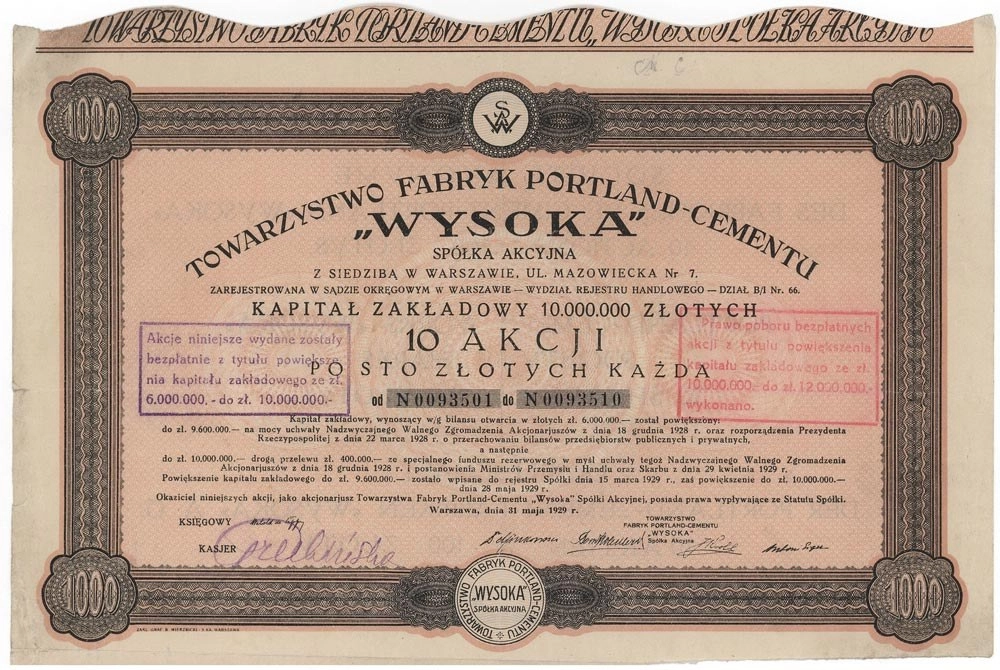 TOWARZYSTWO FABRYK PORTLAND-CEMENTU „WYSOKA" SPÓŁKA AKCYJNA
1000
1000
SAW
TOWARZYSTWO FABRYK PORTLAND-CEMENTU
„WYSOKA"
SPÓŁKA AKCYJNA
Z SIEDZIBĄ W WARSZAWIE, UL. MAZOWIECKA Nr 7.
ZAREJESTROWANA W SĄDZIE OKRĘGOWYM W WARSZAWIE — WYDZIAŁ REJESTRU HANDLOWEGO — DZIAŁ B/I Nr. 66.
KAPITAŁ ZAKŁADOWY 10.000.000 ZŁOTYCH
10 AKCJI
PO STO ZŁOTYCH KAŻDA
od N0093501 do N0093510
Akcje niniejsze wydane zostały
bezpłatnie z tytułu powiększe-
nia kapitału zakładowego ze zł.
6.000.000,- do zł. 10.000.000.-
Prawo poboru bezpłatnych
akcji z tytułu powiększenia
kapitału zakładowego ze zł.
10.000.000.- do zł. 12.000.000,-
wykonano.
Kapitał zakładowy, wynoszący w/g bilansu otwarcia w złotych zł. 6.000.000— został powiększony:
do zł. 9.600.000.— na mocy uchwały Nadzwyczajnego Walnego Zgromadzenia Akcjonarjuszów z dnia 18 grudnia 1928 r. oraz rozporządzenia Prezydenta
Rzeczypospolitej z dnia 22 marca 1928 r. o przerachowaniu bilansów przedsiębiorstw publicznych i prywatnych,
a następnie
do zł. 10.000.000— drogą przelewu zł. 400.000.— ze specjalnego funduszu rezerwowego w myśl uchwały tegoż Nadzwyczajnego Walnego Zgromadzenia
Akcjonarjuszów z dnia 18 grudnia 1928 r. i postanowienia Ministrów Przemysłu i Handlu oraz Skarbu z dnia 29 kwietnia 1929 r.
Powiększenie kapitału zakładowego do zł. 9.600.000— zostało wpisane do rejestru Spółki dnia 15 marca 1929 r., zaś powiększenie do zł. 10.000.000—
dnia 28 maja 1929 r.
Okaziciel niniejszych akcji, jako akcjonarjusz Towarzystwa Fabryk Portland-Cementu „Wysoka" Spółki Akcyjnej, posiada prawa wypływające ze Statutu Spółki.
Warszawa, dnia 31 maja 1929 r.
KSIĘGOWY
KASJER
TOWARZYSTWO
FABRYK PORTLAND-CEMENTU
„WYSOKA"
Spółka Akcyjna
1000
1000
TOWARZYSTWO FABRYK PORTLAND-CEMENTU
„WYSOKA"
SPÓŁKA AKCYJNA